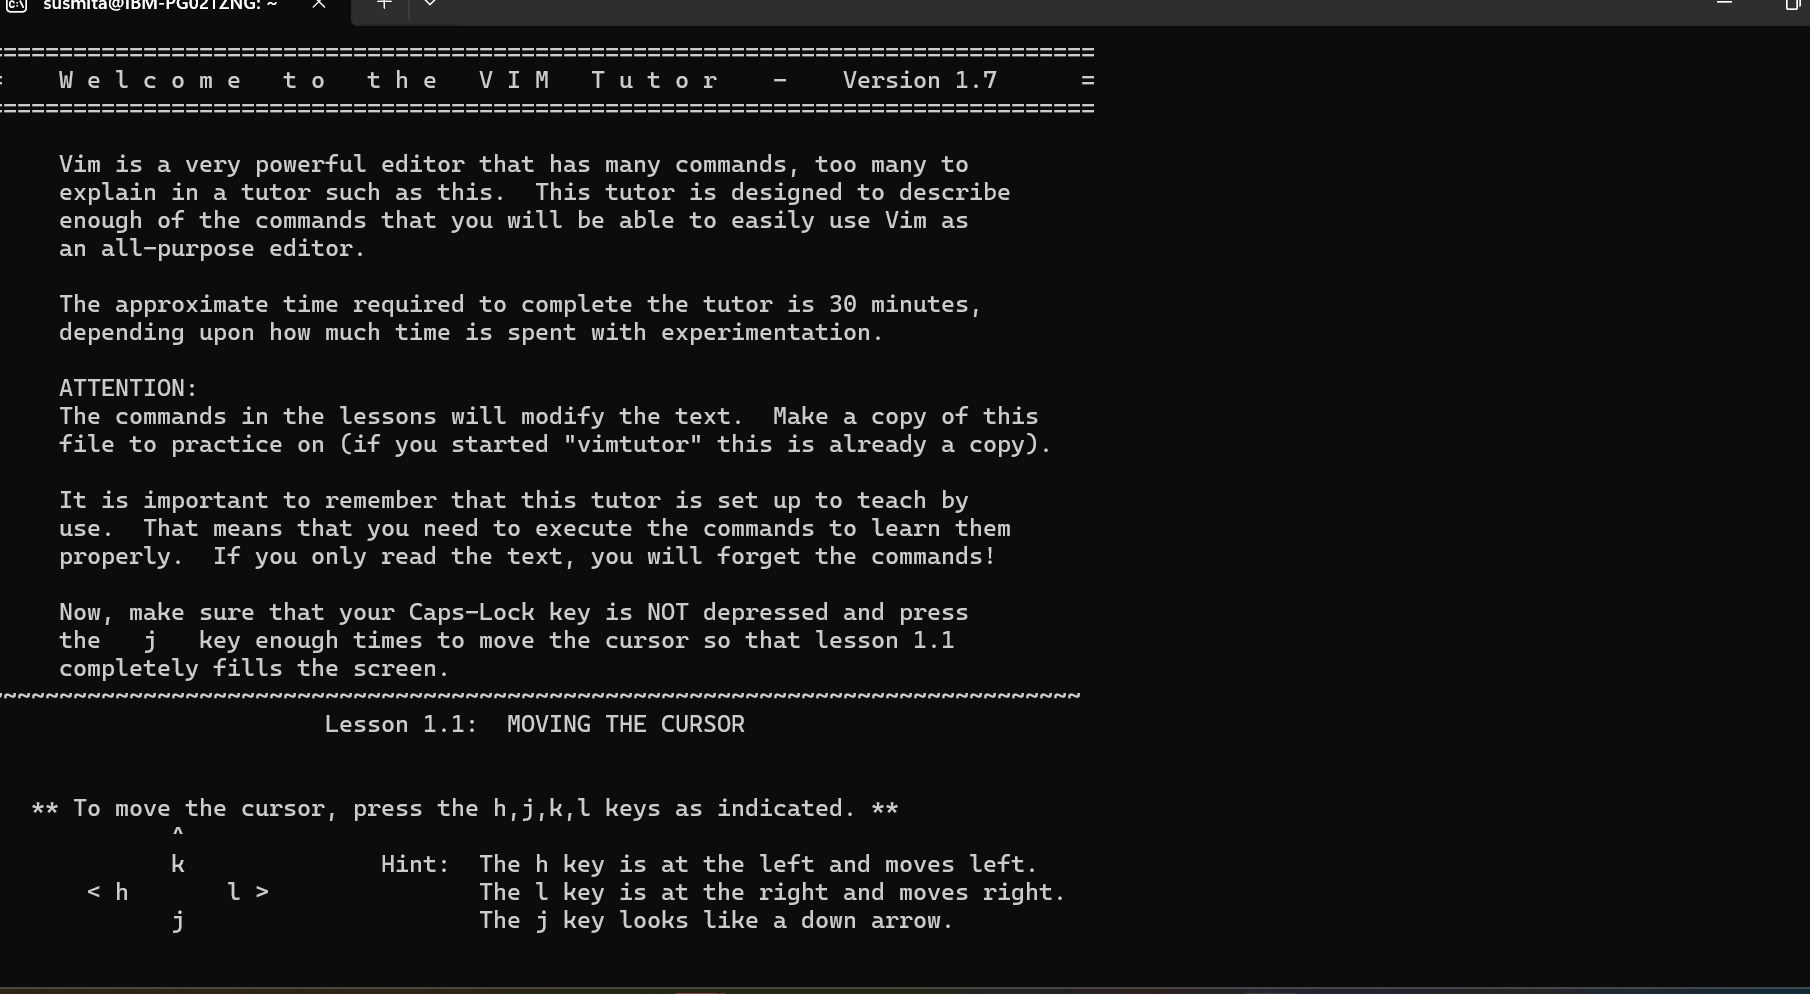 susmita@IBM-PG02TZNG: ~
==============================================================================
=    W e l c o m e   t o   t h e   V I M   T u t o r    -    Version 1.7      =
==============================================================================
Vim is a very powerful editor that has many commands, too many to
explain in a tutor such as this.  This tutor is designed to describe
enough of the commands that you will be able to easily use Vim as
an all-purpose editor.
The approximate time required to complete the tutor is 30 minutes,
depending upon how much time is spent with experimentation.
ATTENTION:
The commands in the lessons will modify the text.  Make a copy of this
file to practice on (if you started "vimtutor" this is already a copy).
It is important to remember that this tutor is set up to teach by
use.  That means that you need to execute the commands to learn them
properly.  If you only read the text, you will forget the commands!
Now, make sure that your Caps-Lock key is NOT depressed and press
the   j   key enough times to move the cursor so that lesson 1.1
completely fills the screen.
~~~~~~~~~~~~~~~~~~~~~~~~~~~~~~~~~~~~~~~~~~~~~~~~~~~~~~~~~~~~~~~~~~~~~~~~~~~~~~
Lesson 1.1:  MOVING THE CURSOR
** To move the cursor, press the h,j,k,l keys as indicated. **
^
k              Hint:  The h key is at the left and moves left.
< h       l >               The l key is at the right and moves right.
j                     The j key looks like a down arrow.